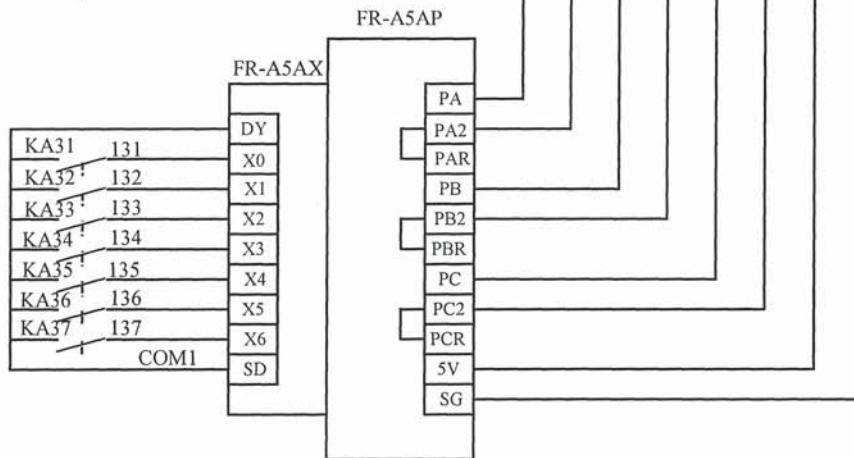 FR-A5AP
FR-A5AX
DY
KA31 131 X0
KA32 132 X1
KA33 133 X2
KA34 134 X3
KA35 135 X4
KA36 136 X5
KA37 137 X6
COM1 SD
PA
PA2
PAR
PB
PB2
PBR
PC
PC2
PCR
5V
SG